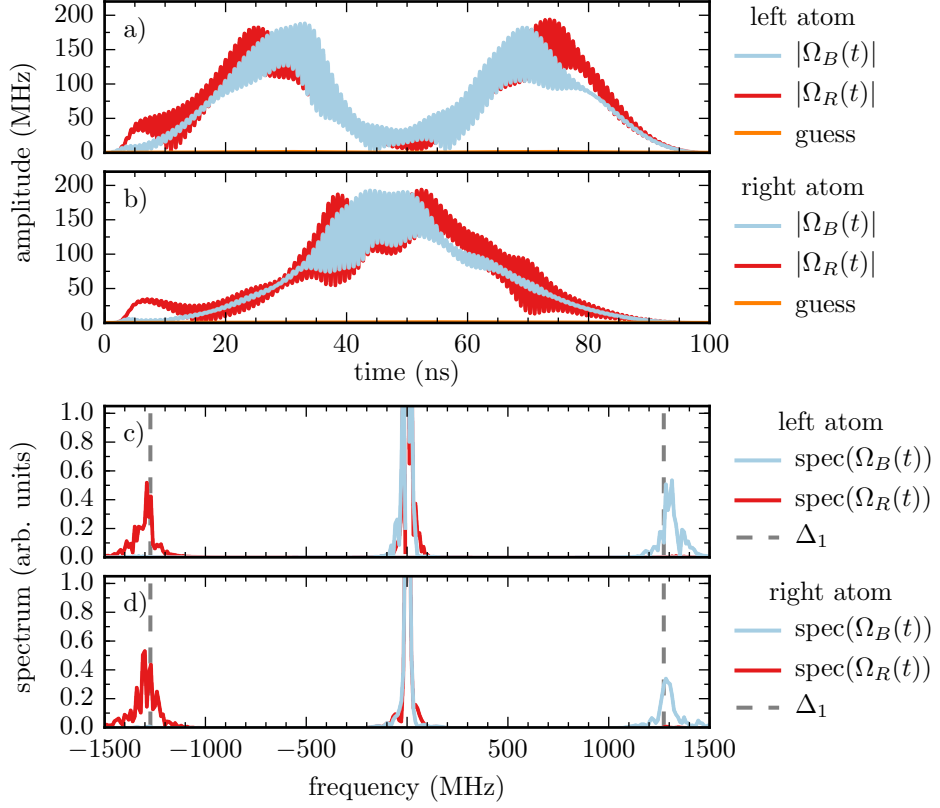 a)
200
150
100
50
0
left atom
|Ω_B(t)|
|Ω_R(t)|
guess
amplitude (MHz)
b)
200
150
100
50
0
right atom
|Ω_B(t)|
|Ω_R(t)|
guess
0 20 40 60 80 100
time (ns)
c)
1.0
0.8
0.6
0.4
0.2
0.0
left atom
spec(Ω_B(t))
spec(Ω_R(t))
Δ_1
spectrum (arb. units)
d)
1.0
0.8
0.6
0.4
0.2
0.0
right atom
spec(Ω_B(t))
spec(Ω_R(t))
Δ_1
−1500 −1000 −500 0 500 1000 1500
frequency (MHz)